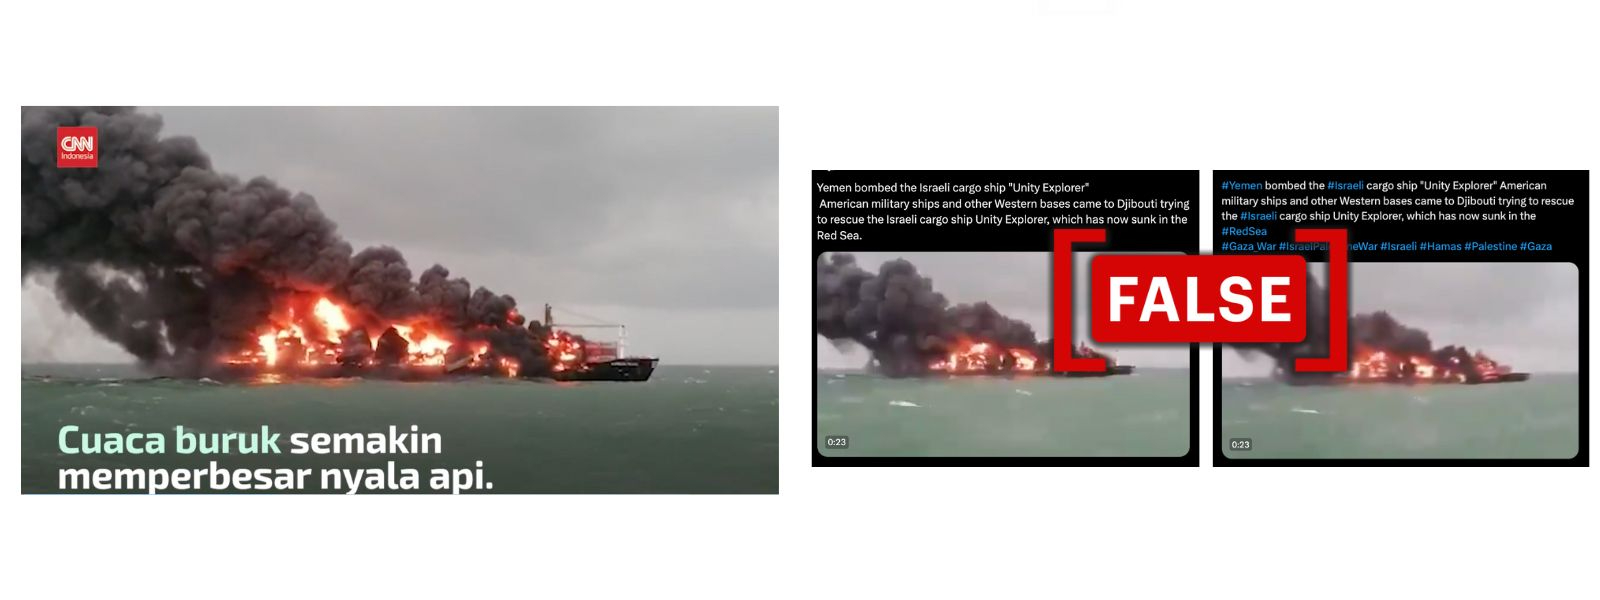 CNN
Indonesia
Cuaca buruk semakin
memperbesar nyala api.
Yemen bombed the Israeli cargo ship "Unity Explorer"
American military ships and other Western bases came to Djibouti trying
to rescue the Israeli cargo ship Unity Explorer, which has now sunk in the
Red Sea.
0:23
#Yemen bombed the #Israeli cargo ship "Unity Explorer" American
military ships and other Western bases came to Djibouti trying to rescue
the #Israeli cargo ship Unity Explorer, which has now sunk in the
#RedSea
#Gaza_War #Israeli #Hamas #Palestine #Gaza
0:23
FALSE